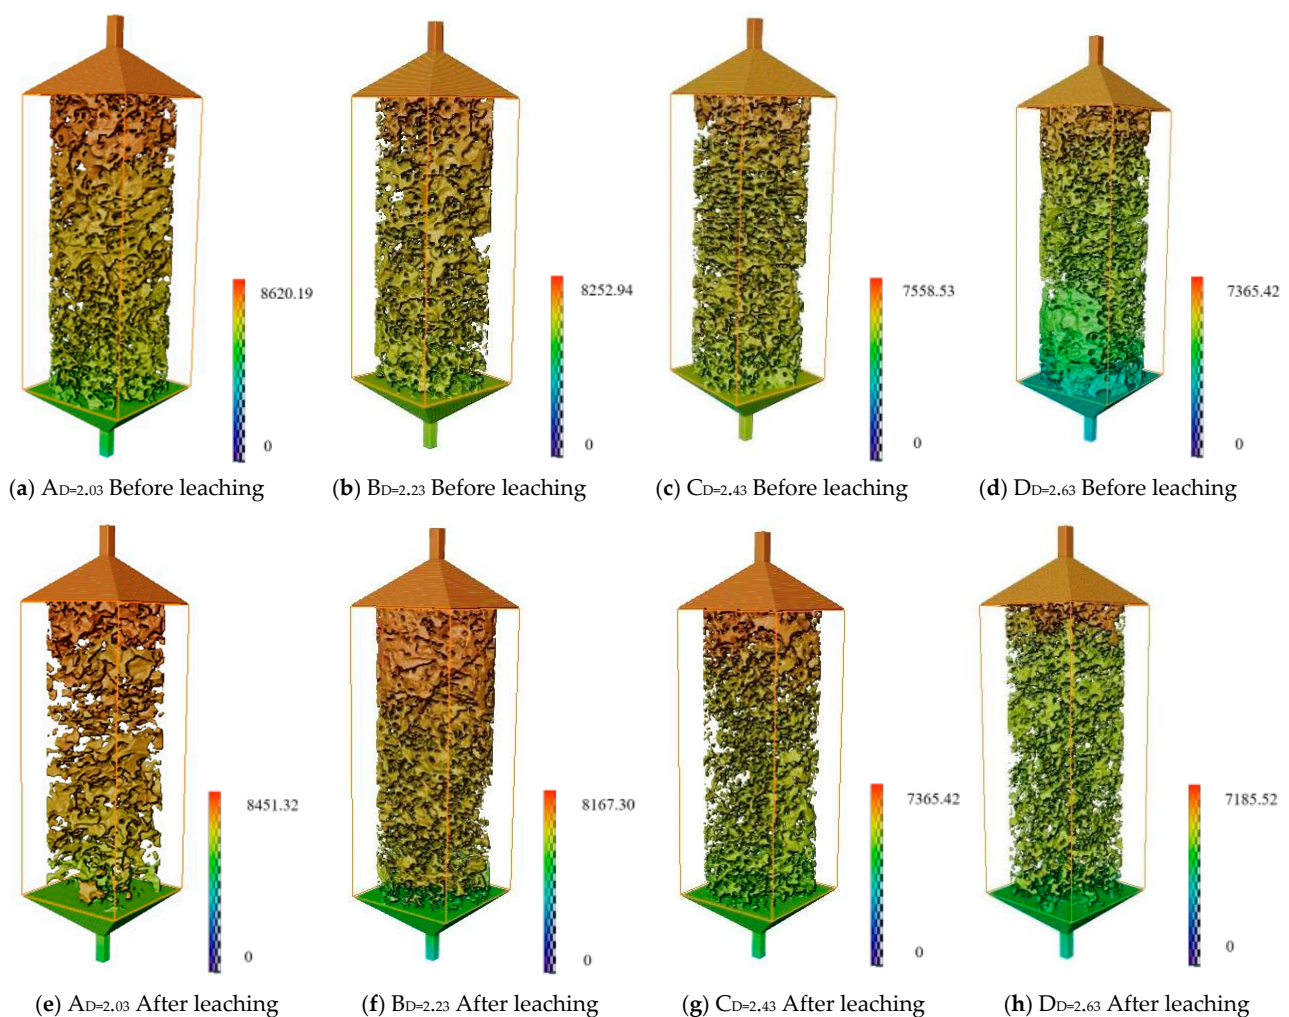 8620.19
0
8252.94
0
7558.53
0
7365.42
0
(a) AD=2.03 Before leaching
(b) BD=2.23 Before leaching
(c) CD=2.43 Before leaching
(d) DD=2.63 Before leaching
8451.32
0
8167.30
0
7365.42
0
7185.52
0
(e) AD=2.03 After leaching
(f) BD=2.23 After leaching
(g) CD=2.43 After leaching
(h) DD=2.63 After leaching